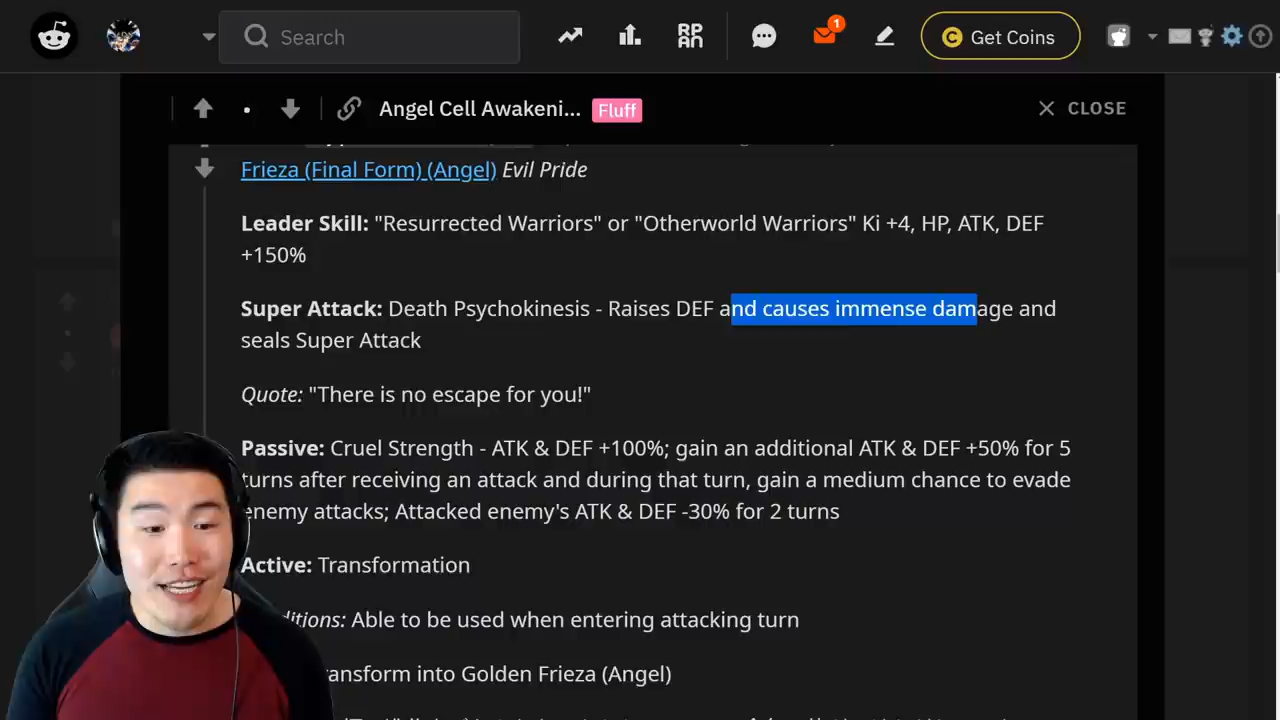 Search
RPAN
1
Get Coins
Angel Cell Awakeni...
Fluff
CLOSE
Frieza (Final Form) (Angel) Evil Pride
Leader Skill: "Resurrected Warriors" or "Otherworld Warriors" Ki +4, HP, ATK, DEF
+150%
Super Attack: Death Psychokinesis - Raises DEF and causes immense damage and
seals Super Attack
Quote: "There is no escape for you!"
Passive: Cruel Strength - ATK & DEF +100%; gain an additional ATK & DEF +50% for 5
turns after receiving an attack and during that turn, gain a medium chance to evade
enemy attacks; Attacked enemy's ATK & DEF -30% for 2 turns
Active: Transformation
ditions: Able to be used when entering attacking turn
ransform into Golden Frieza (Angel)